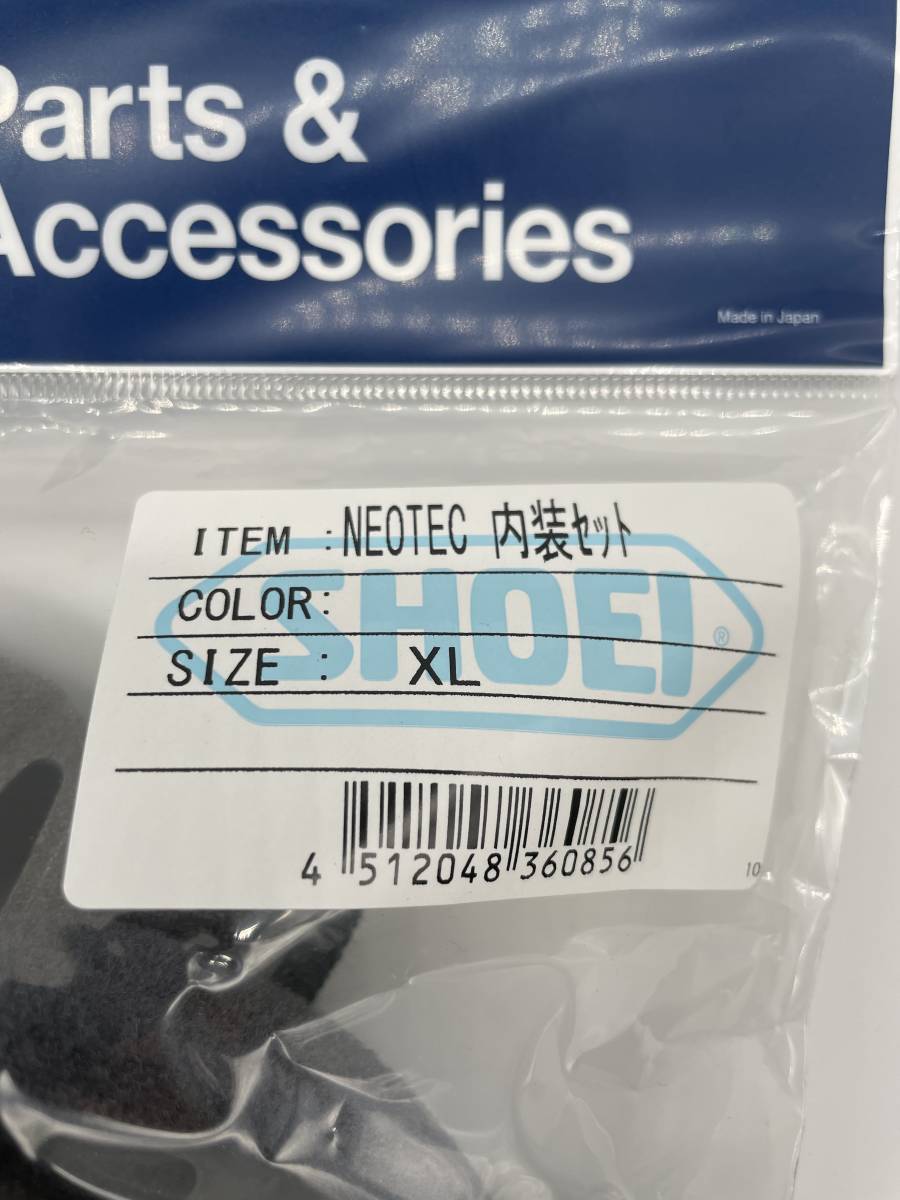 Parts &
Accessories
Made in Japan
ITEM : NEOTEC 内装ｾｯﾄ
COLOR:
SHOEI®
SIZE : XL
4 512048 360856
10